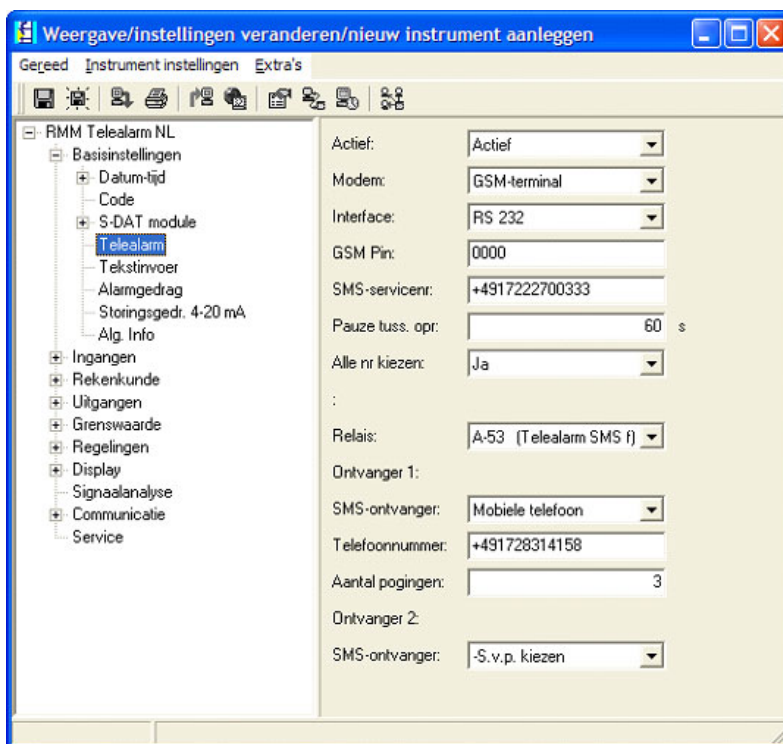 Weergave/instellingen veranderen/nieuw instrument aanleggen
Gereed Instrument instellingen Extra's
RMM Telealarm NL
Basisinstellingen
Datum-tijd
Code
S-DAT module
Telealarm
Tekstinvoer
Alarmgedrag
Storingsgedr. 4-20 mA
Alg. Info
Ingangen
Rekenkunde
Uitgangen
Grenswaarde
Regelingen
Display
Signaalanalyse
Communicatie
Service
Actief: Actief
Modem: GSM-terminal
Interface: RS 232
GSM Pin: 0000
SMS-servicenr: +4917222700333
Pauze tuss. opr: 60 s
Alle nr kiezen: Ja
:
Relais: A-53 (Telealarm SMS f)
Ontvanger 1:
SMS-ontvanger: Mobiele telefoon
Telefoonnummer: +491728314158
Aantal pogingen: 3
Ontvanger 2:
SMS-ontvanger: -S.v.p. kiezen